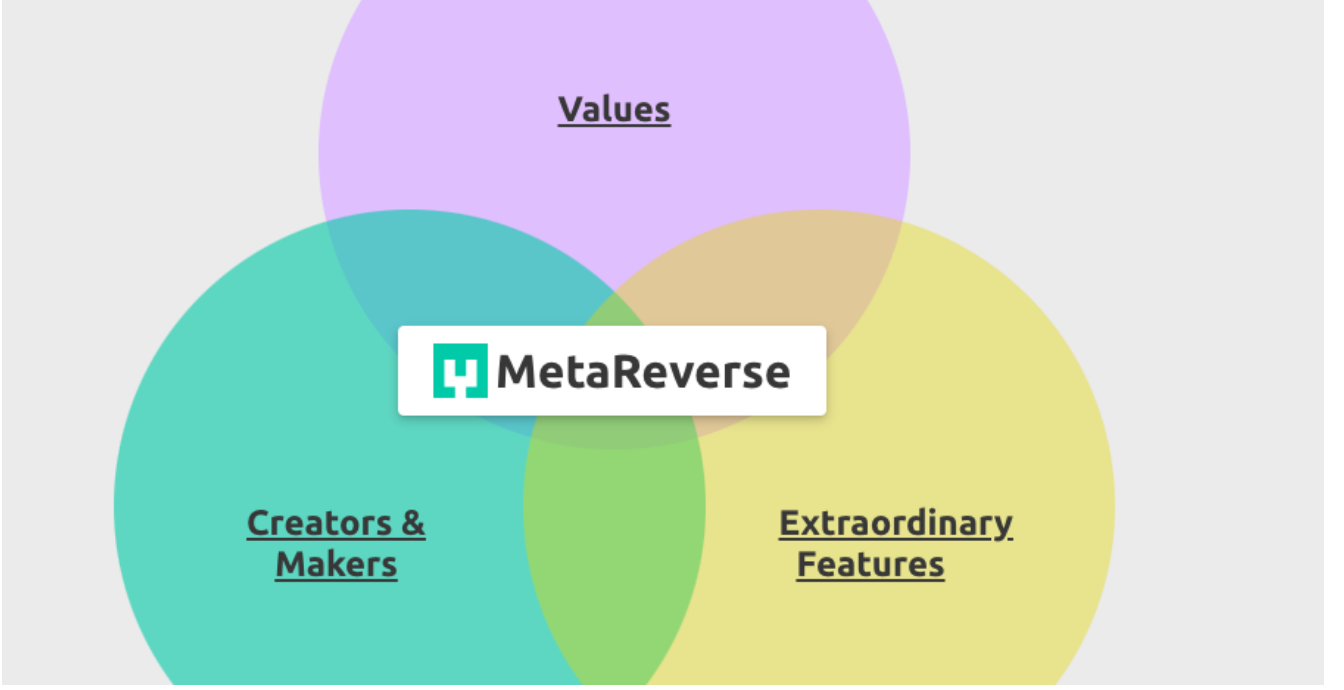 Values
MetaReverse
Creators &
Makers
Extraordinary
Features